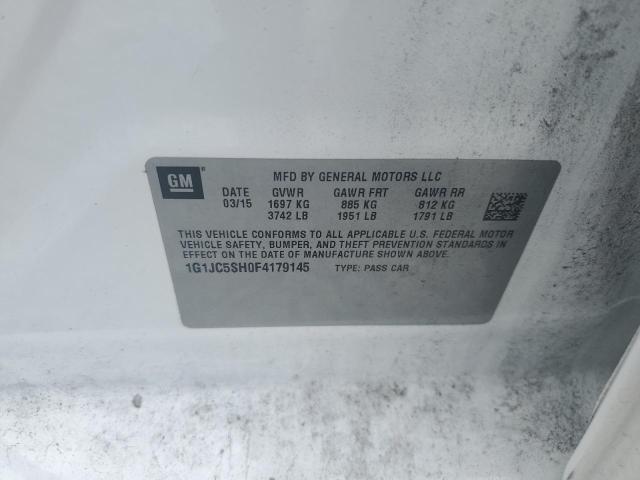 GM
MFD BY GENERAL MOTORS LLC
DATE GVWR GAWR FRT GAWR RR
03/15 1697 KG 885 KG 812 KG
3742 LB 1951 LB 1791 LB
THIS VEHICLE CONFORMS TO ALL APPLICABLE U.S. FEDERAL MOTOR
VEHICLE SAFETY, BUMPER, AND THEFT PREVENTION STANDARDS IN
EFFECT ON THE DATE OF MANUFACTURE SHOWN ABOVE.
1G1JC5SH0F4179145 TYPE: PASS CAR